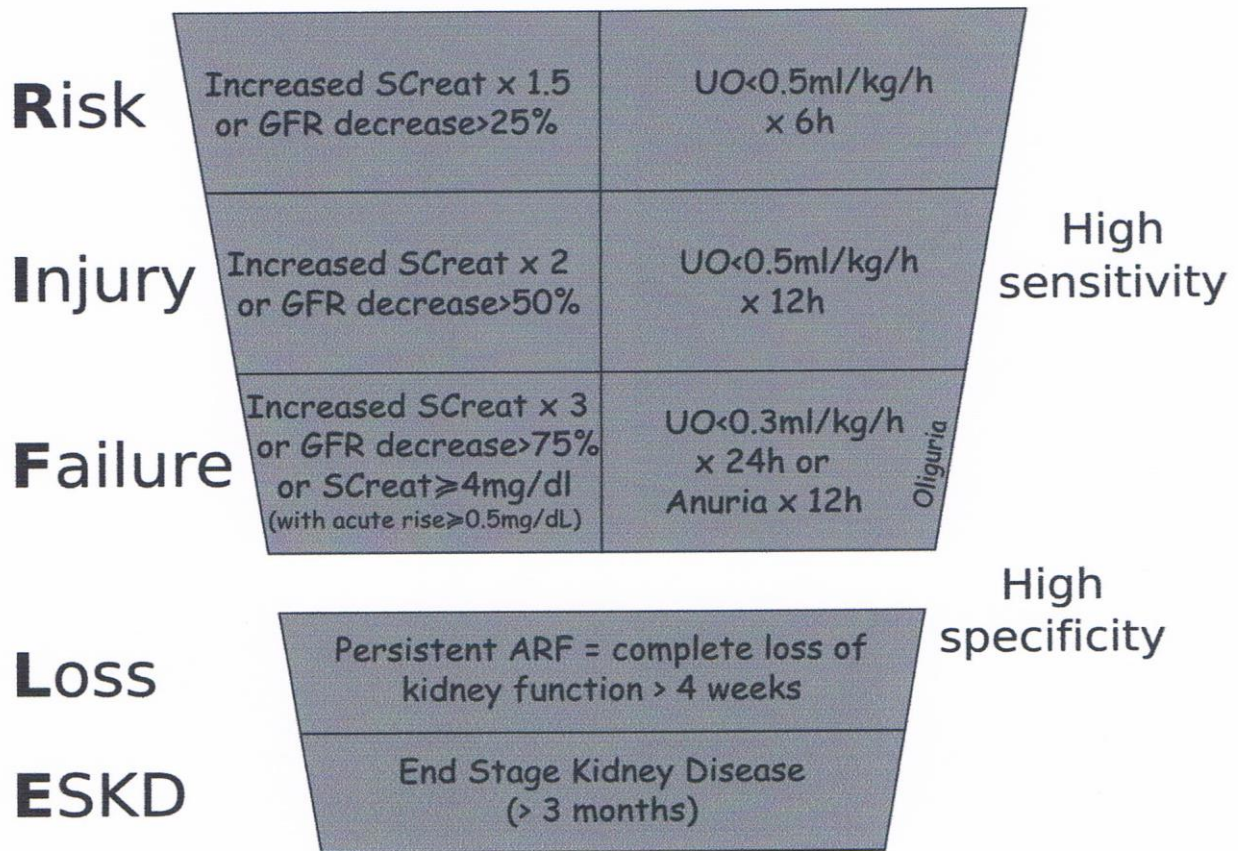 Risk
Increased SCreat x 1.5
or GFR decrease>25%
UO<0.5ml/kg/h
x 6h
Injury
Increased SCreat x 2
or GFR decrease>50%
UO<0.5ml/kg/h
x 12h
High
sensitivity
Failure
Increased SCreat x 3
or GFR decrease>75%
or SCreat⩾4mg/dl
(with acute rise⩾0.5mg/dL)
UO<0.3ml/kg/h
x 24h or
Anuria x 12h
Oliguria
High
specificity
Loss
Persistent ARF = complete loss of
kidney function > 4 weeks
ESKD
End Stage Kidney Disease
(> 3 months)